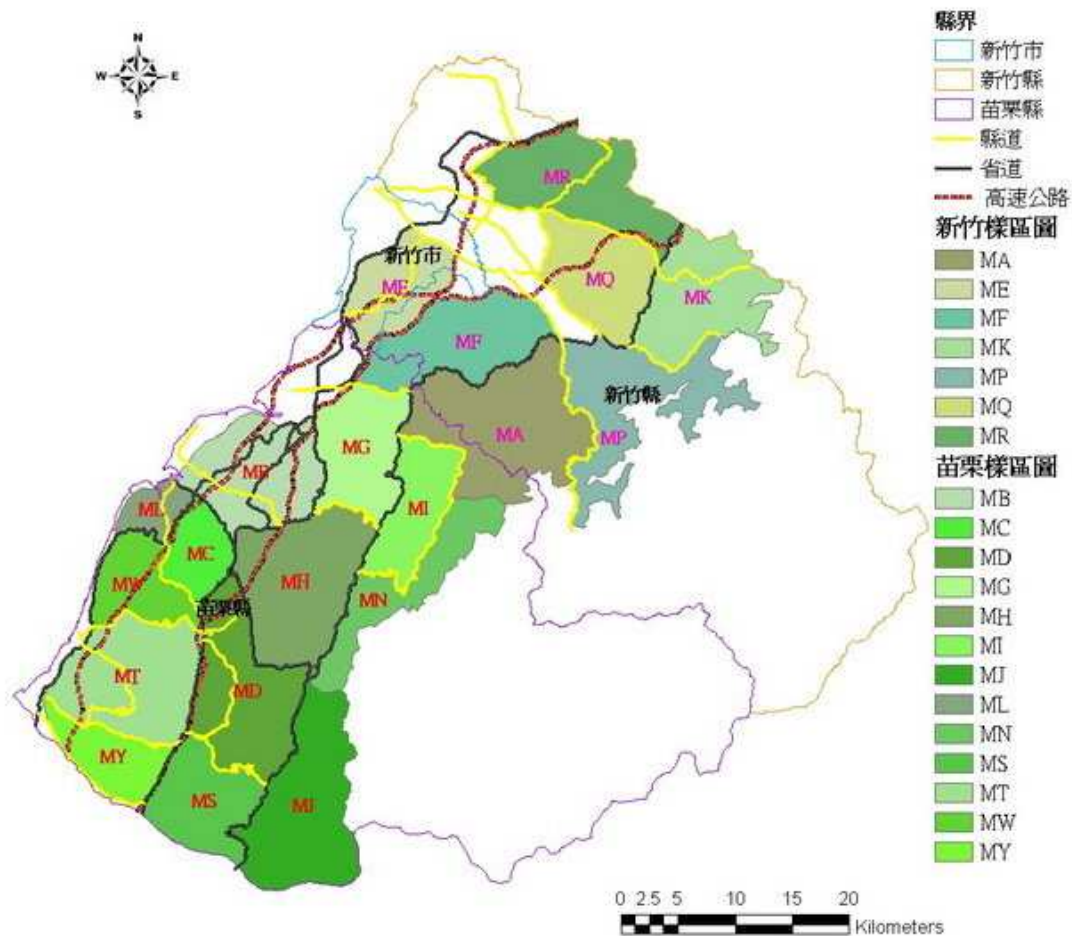 N
W E
S
MR
新竹市
ME
MQ
MK
MF
新竹縣
MA
MP
MG
MB
MI
ML
MC
MH
MW
MN
苗栗縣
MT
MD
MY
MS
MJ
0 2.5 5 10 15 20
Kilometers
縣界
新竹市
新竹縣
苗栗縣
縣道
省道
高速公路
新竹樣區圖
MA
ME
MF
MK
MP
MQ
MR
苗栗樣區圖
MB
MC
MD
MG
MH
MI
MJ
ML
MN
MS
MT
MW
MY